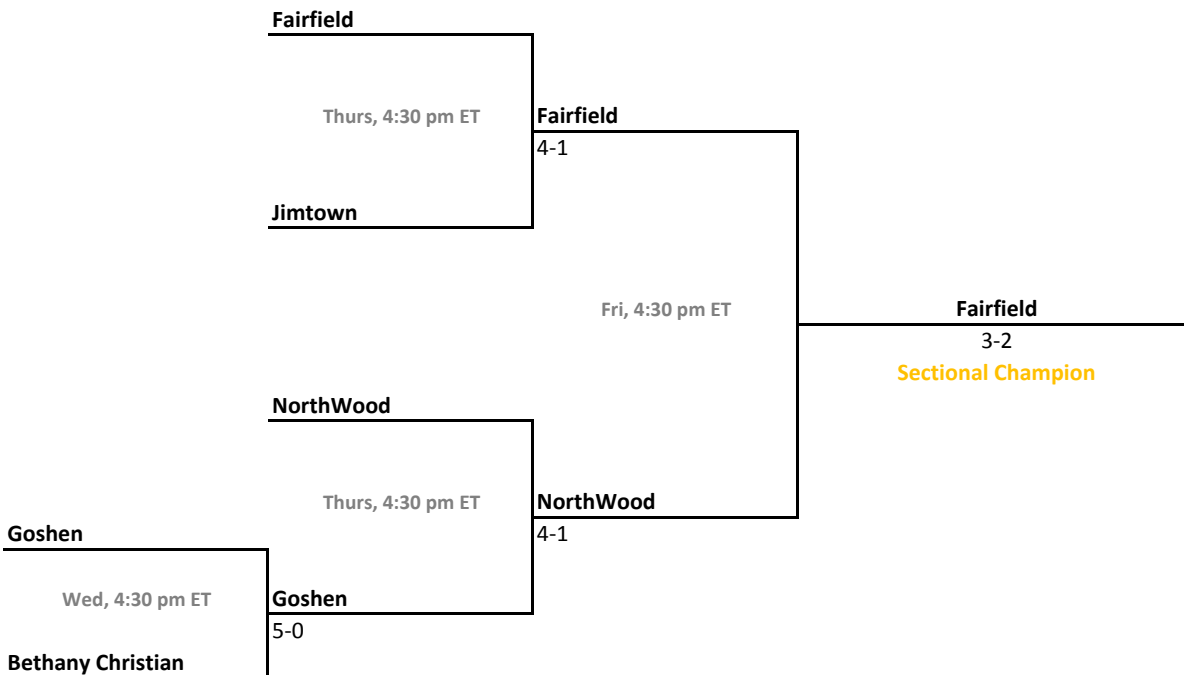 Fairfield
Thurs, 4:30 pm ET
Fairfield
4-1
Jimtown
Fri, 4:30 pm ET
Fairfield
3-2
Sectional Champion
NorthWood
Thurs, 4:30 pm ET
NorthWood
4-1
Goshen
Wed, 4:30 pm ET
Goshen
5-0
Bethany Christian